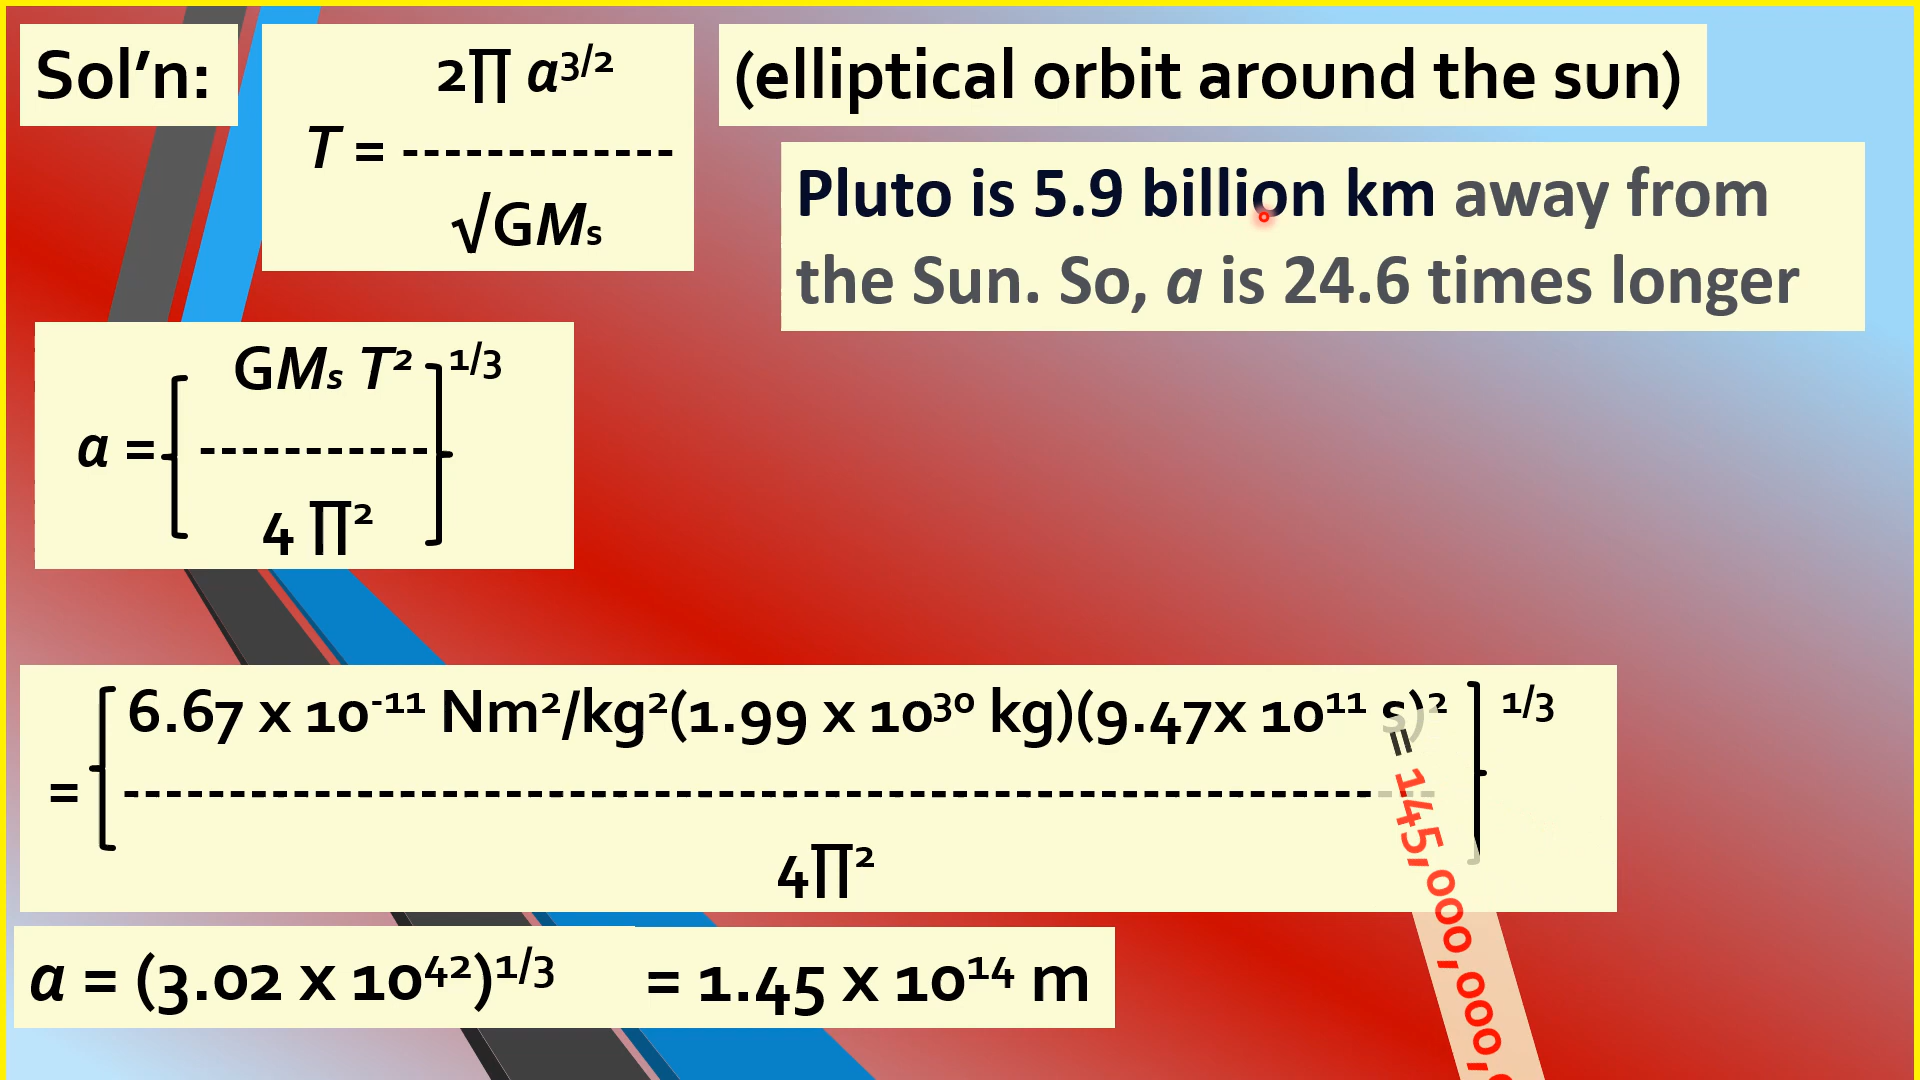 Sol’n:
2∏ a³/²
T = -------------
√GMs
(elliptical orbit around the sun)
Pluto is 5.9 billion km away from
the Sun. So, a is 24.6 times longer
GMs T² 1/3
a = -----------
4 ∏²
6.67 x 10⁻¹¹ Nm²/kg²(1.99 x 10³⁰ kg)(9.47x 10¹¹ s)² 1/3
= --------------------------------------------------------------
4∏²
a = (3.02 x 10⁴²)¹/³ = 1.45 x 10¹⁴ m
= 145,000,000,